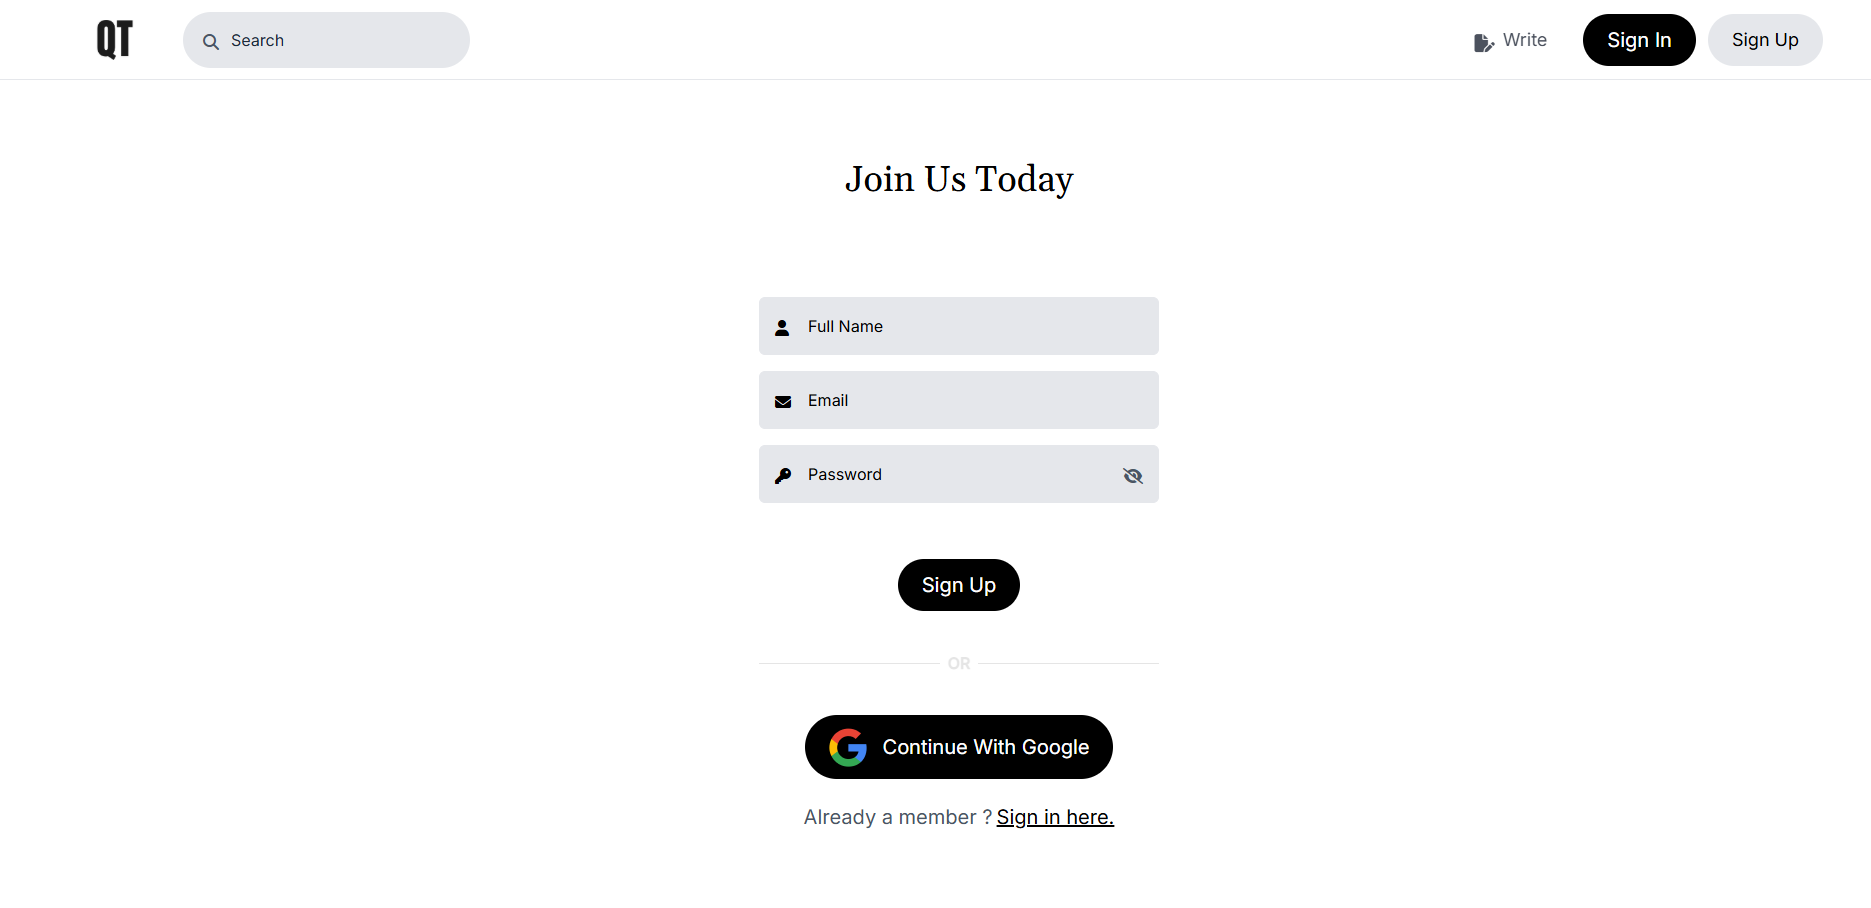 QT
Search
Write
Sign In
Sign Up
Join Us Today
Full Name
Email
Password
Sign Up
OR
Continue With Google
Already a member ? Sign in here.